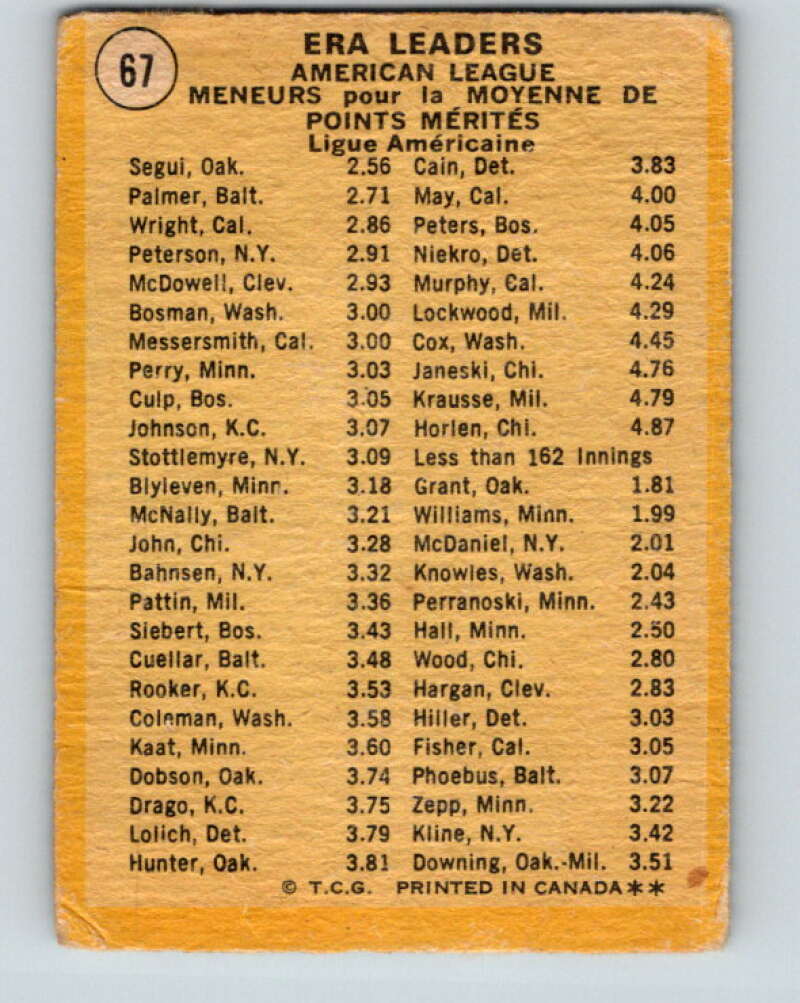 67
ERA LEADERS
AMERICAN LEAGUE
MENEURS pour la MOYENNE DE
POINTS MÉRITÉS
Ligue Américaine
Segui, Oak. 2.56
Palmer, Balt. 2.71
Wright, Cal. 2.86
Peterson, N.Y. 2.91
McDowell, Clev. 2.93
Bosman, Wash. 3.00
Messersmith, Cal. 3.00
Perry, Minn. 3.03
Culp, Bos. 3.05
Johnson, K.C. 3.07
Stottlemyre, N.Y. 3.09
Blyleven, Minn. 3.18
McNally, Balt. 3.21
John, Chi. 3.28
Bahnsen, N.Y. 3.32
Pattin, Mil. 3.36
Siebert, Bos. 3.43
Cuellar, Balt. 3.48
Rooker, K.C. 3.53
Coleman, Wash. 3.58
Kaat, Minn. 3.60
Dobson, Oak. 3.74
Drago, K.C. 3.75
Lolich, Det. 3.79
Hunter, Oak. 3.81
Cain, Det. 3.83
May, Cal. 4.00
Peters, Bos. 4.05
Niekro, Det. 4.06
Murphy, Cal. 4.24
Lockwood, Mil. 4.29
Cox, Wash. 4.45
Janeski, Chi. 4.76
Krausse, Mil. 4.79
Horlen, Chi. 4.87
Less than 162 Innings
Grant, Oak. 1.81
Williams, Minn. 1.99
McDaniel, N.Y. 2.01
Knowles, Wash. 2.04
Perranoski, Minn. 2.43
Hall, Minn. 2.50
Wood, Chi. 2.80
Hargan, Clev. 2.83
Hiller, Det. 3.03
Fisher, Cal. 3.05
Phoebus, Balt. 3.07
Zepp, Minn. 3.22
Kline, N.Y. 3.42
Downing, Oak.-Mil. 3.51
© T.C.G. PRINTED IN CANADA**